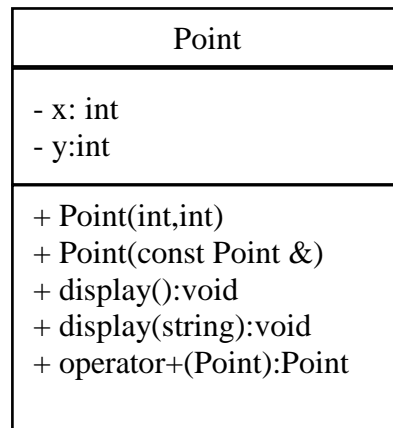 Point
- x: int
- y:int
+ Point(int,int)
+ Point(const Point &)
+ display():void
+ display(string):void
+ operator+(Point):Point